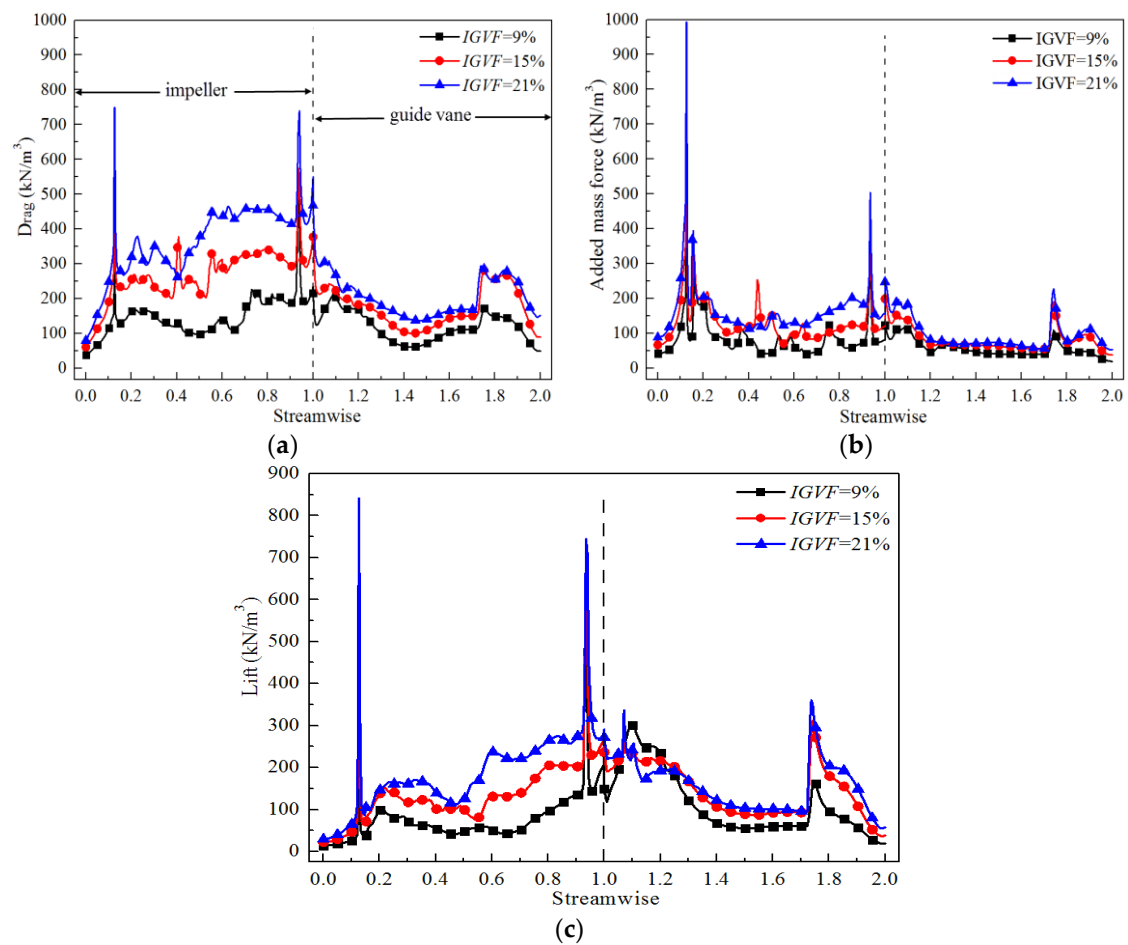 1000
900
800
700
600
500
400
300
200
100
0
Drag (kN/m³)
IGVF=9%
IGVF=15%
IGVF=21%
impeller
guide vane
0.0 0.2 0.4 0.6 0.8 1.0 1.2 1.4 1.6 1.8 2.0
Streamwise
(a)
1000
900
800
700
600
500
400
300
200
100
0
Added mass force (kN/m³)
IGVF=9%
IGVF=15%
IGVF=21%
0.0 0.2 0.4 0.6 0.8 1.0 1.2 1.4 1.6 1.8 2.0
Streamwise
(b)
900
800
700
600
500
400
300
200
100
0
Lift (kN/m³)
IGVF=9%
IGVF=15%
IGVF=21%
0.0 0.2 0.4 0.6 0.8 1.0 1.2 1.4 1.6 1.8 2.0
Streamwise
(c)